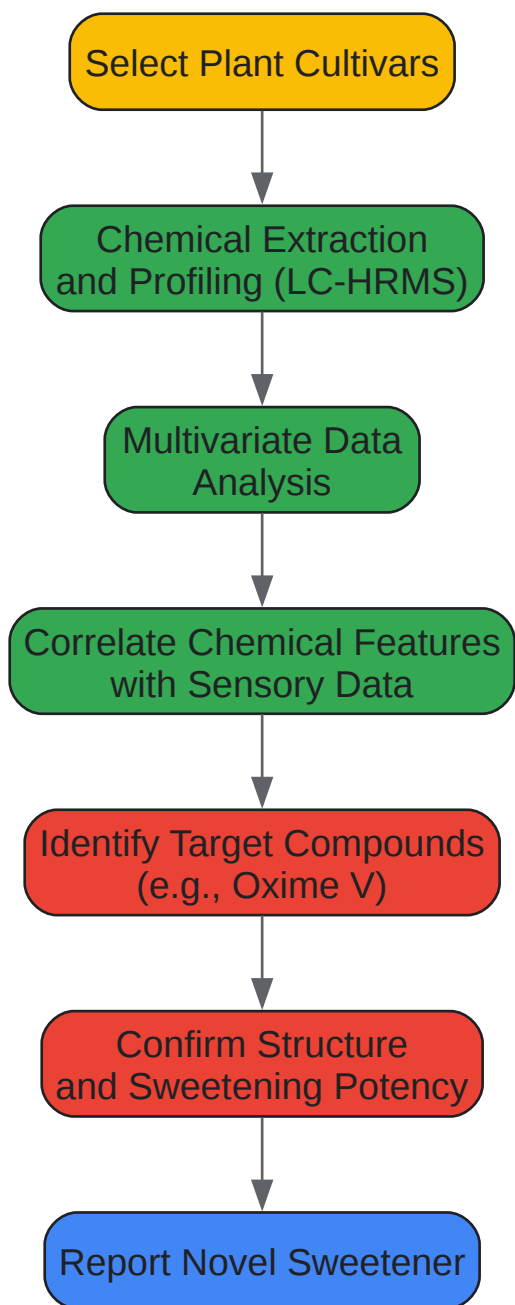 Select Plant Cultivars
Chemical Extraction
and Profiling (LC-HRMS)
Multivariate Data
Analysis
Correlate Chemical Features
with Sensory Data
Identify Target Compounds
(e.g., Oxime V)
Confirm Structure
and Sweetening Potency
Report Novel Sweetener